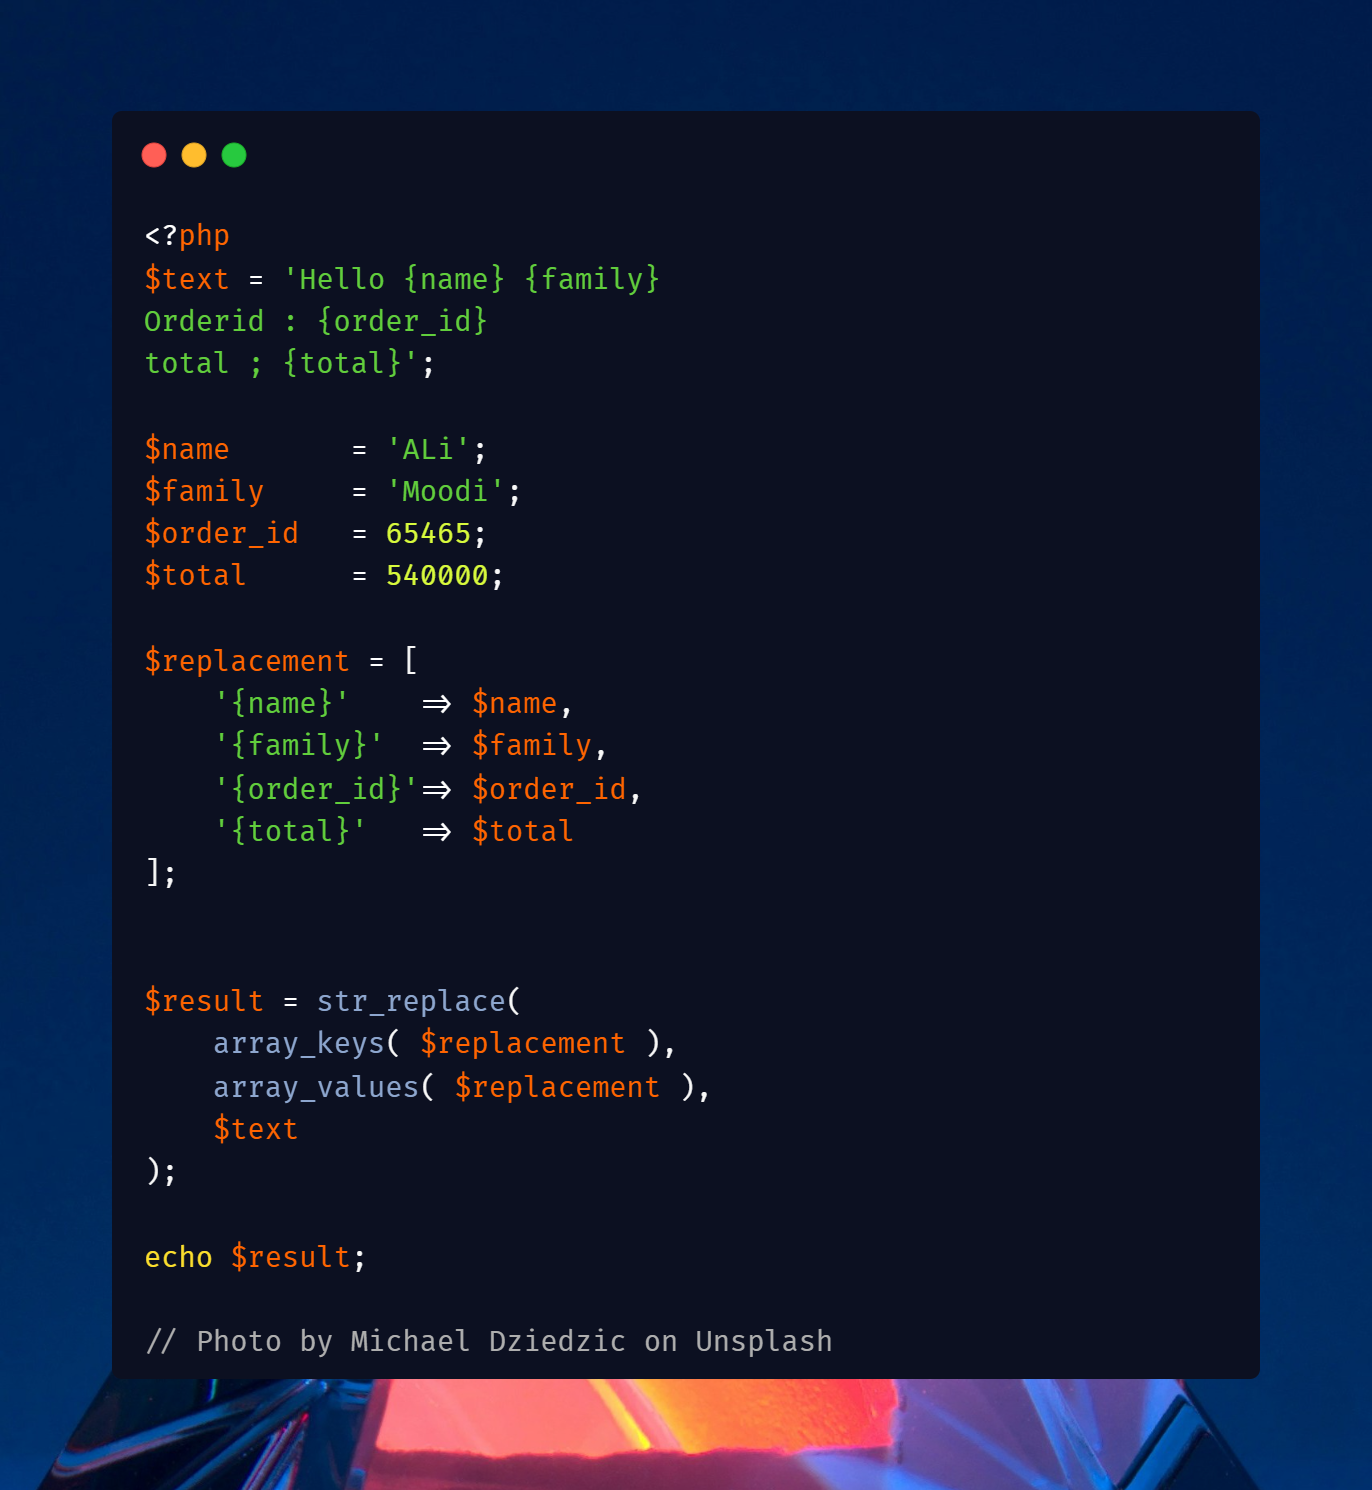 <?php
$text = 'Hello {name} {family}
Orderid : {order_id}
total ; {total}';
$name       = 'ALi';
$family     = 'Moodi';
$order_id   = 65465;
$total      = 540000;
$replacement = [
    '{name}'    => $name,
    '{family}'  => $family,
    '{order_id}'=> $order_id,
    '{total}'   => $total
];
$result = str_replace(
    array_keys( $replacement ),
    array_values( $replacement ),
    $text
);
echo $result;
// Photo by Michael Dziedzic on Unsplash